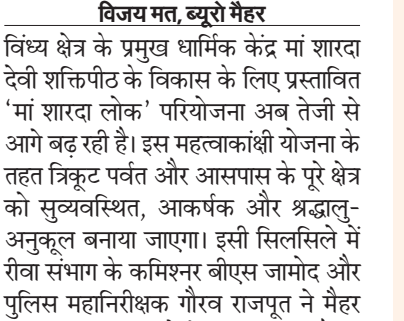 विजय मत, ब्यूरो मैहर
विंध्य क्षेत्र के प्रमुख धार्मिक केंद्र मां शारदा
देवी शक्तिपीठ के विकास के लिए प्रस्तावित
‘मां शारदा लोक’ परियोजना अब तेजी से
आगे बढ़ रही है। इस महत्वाकांक्षी योजना के
तहत त्रिकूट पर्वत और आसपास के पूरे क्षेत्र
को सुव्यवस्थित, आकर्षक और श्रद्धालु-
अनुकूल बनाया जाएगा। इसी सिलसिले में
रीवा संभाग के कमिश्नर बीएस जामोद और
पुलिस महानिरीक्षक गौरव राजपूत ने मैहर